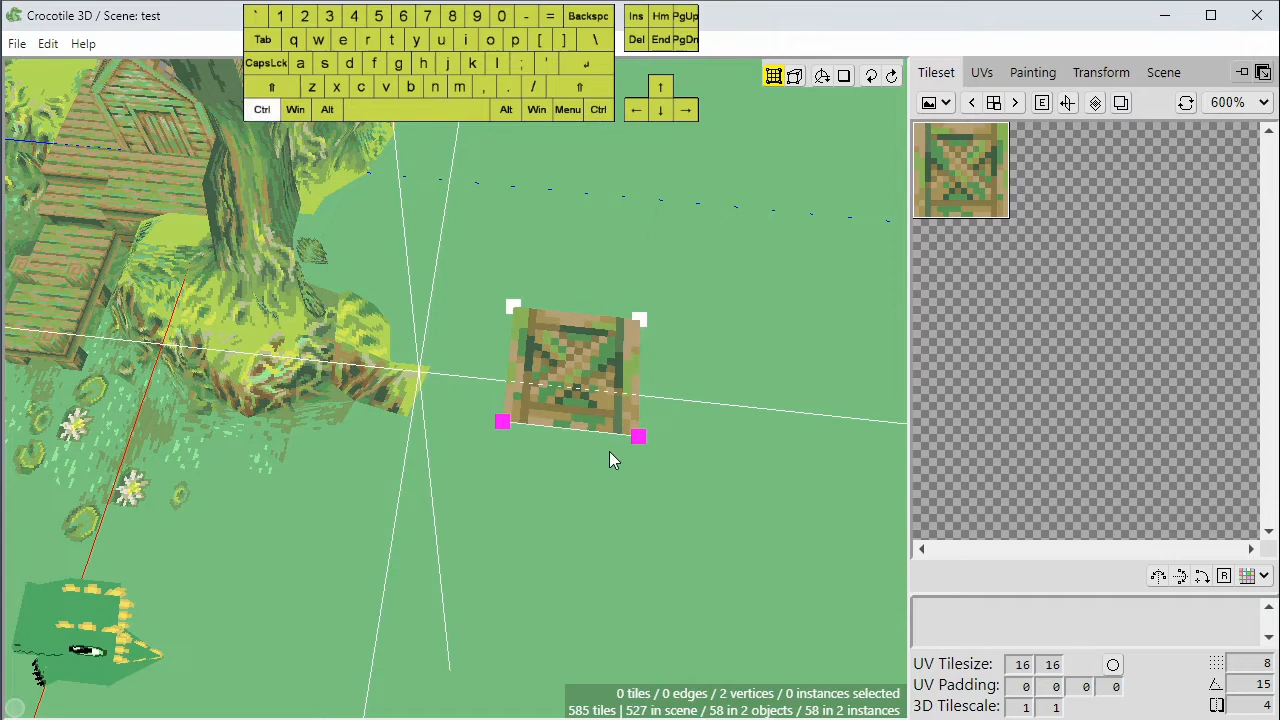 Crocotile 3D / Scene: test
File Edit Help
` 1 2 3 4 5 6 7 8 9 0 - = Backspc
Tab q w e r t y u i o p [ ] \
CapsLck a s d f g h j k l ; ' ↲
⇧ z x c v b n m , . / ⇧
Ctrl Win Alt Alt Win Menu Ctrl
Ins Hm PgUp
Del End PgDn
↑
← ↓ →
Tileset UVs Painting Transform Scene
E 600%
R
UV Tilesize: 16 16 8
UV Padding: 0 0 0 0 15
3D Tilescale: 1 1 4
0 tiles / 0 edges / 2 vertices / 0 instances selected
585 tiles | 527 in scene / 58 in 2 objects / 58 in 2 instances